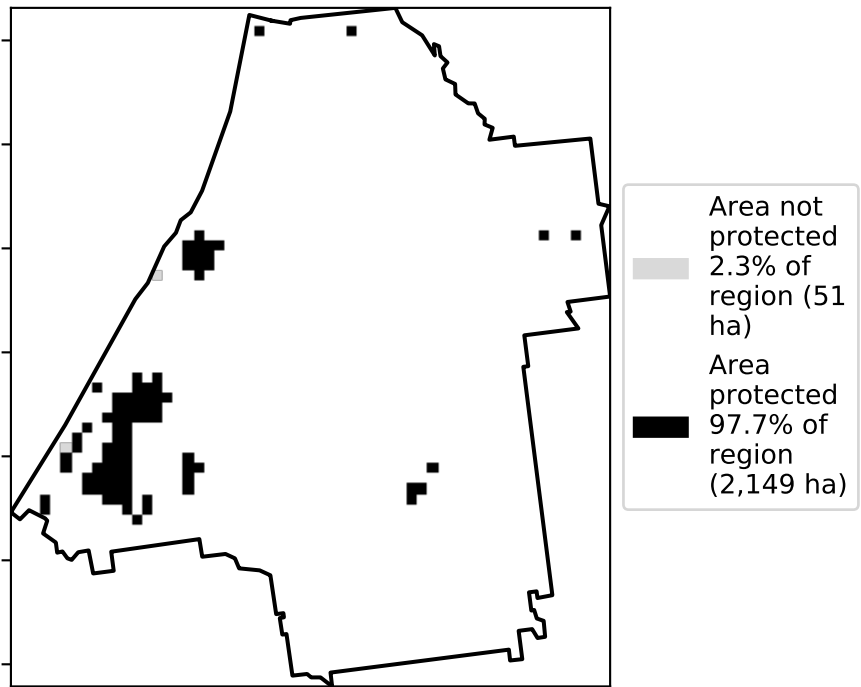 Area not
protected
2.3% of
region (51
ha)
Area
protected
97.7% of
region
(2,149 ha)